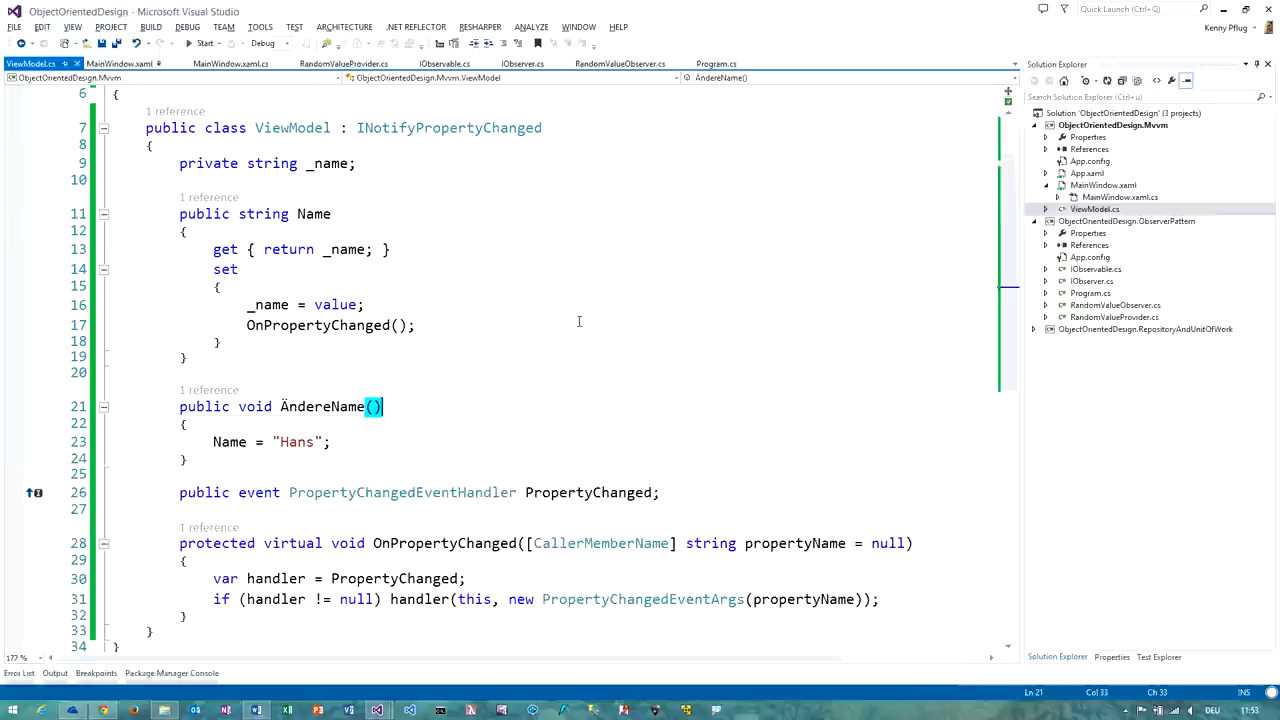 ObjectOrientedDesign - Microsoft Visual Studio
Quick Launch (Ctrl+Q)
FILE EDIT VIEW PROJECT BUILD DEBUG TEAM TOOLS TEST ARCHITECTURE .NET REFLECTOR RESHARPER ANALYZE WINDOW HELP
Kenny Pflug
Start Debug
ViewModel.cs MainWindow.xaml MainWindow.xaml.cs RandomValueProvider.cs IObservable.cs IObserver.cs RandomValueObserver.cs Program.cs
ObjectOrientedDesign.Mvvm ObjectOrientedDesign.Mvvm.ViewModel ÄndereName()
6 {
1 reference
7 public class ViewModel : INotifyPropertyChanged
8 {
9 private string _name;
10
1 reference
11 public string Name
12 {
13 get { return _name; }
14 set
15 {
16 _name = value;
17 OnPropertyChanged();
18 }
19 }
20
1 reference
21 public void ÄndereName()
22 {
23 Name = "Hans";
24 }
25
26 public event PropertyChangedEventHandler PropertyChanged;
27
1 reference
28 protected virtual void OnPropertyChanged([CallerMemberName] string propertyName = null)
29 {
30 var handler = PropertyChanged;
31 if (handler != null) handler(this, new PropertyChangedEventArgs(propertyName));
32 }
33 }
34 }
177 %
Solution Explorer
Search Solution Explorer (Ctrl+ü)
Solution 'ObjectOrientedDesign' (3 projects)
ObjectOrientedDesign.Mvvm
Properties
References
App.config
App.xaml
MainWindow.xaml
MainWindow.xaml.cs
ViewModel.cs
ObjectOrientedDesign.ObserverPattern
Properties
References
App.config
IObservable.cs
IObserver.cs
Program.cs
RandomValueObserver.cs
RandomValueProvider.cs
ObjectOrientedDesign.RepositoryAndUnitOfWork
Solution Explorer Properties Test Explorer
Error List Output Breakpoints Package Manager Console
Ln 21 Col 33 Ch 33 INS
DEU 11:53